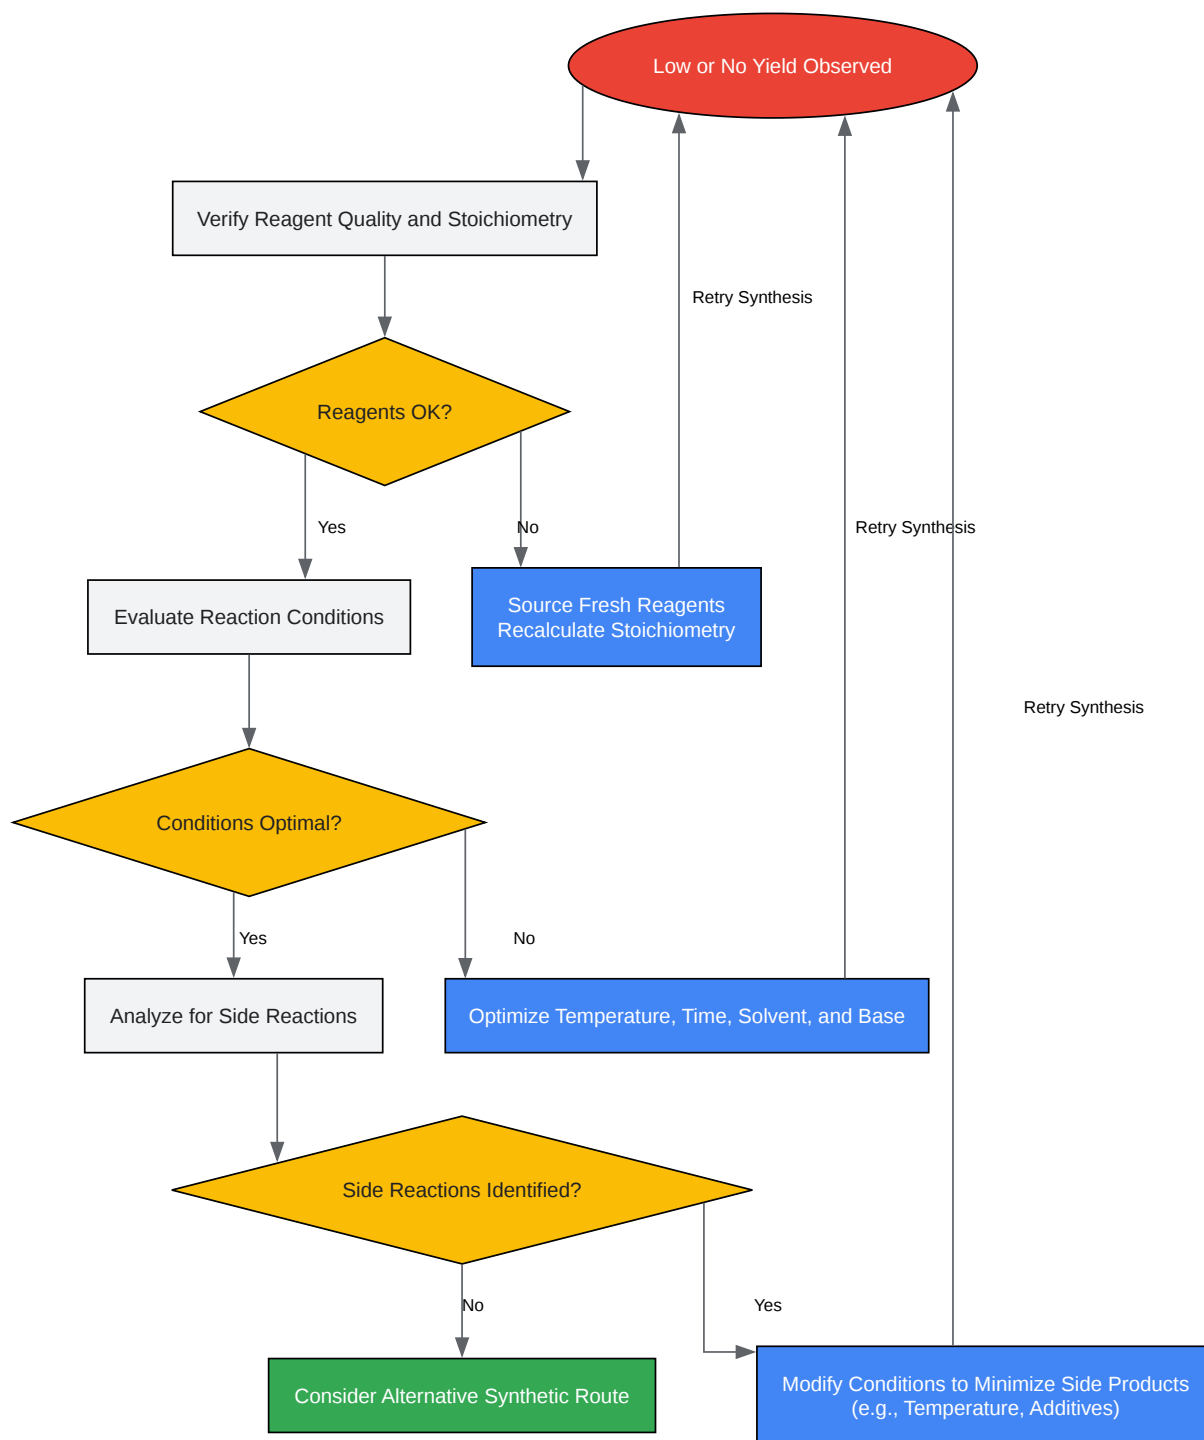 Low or No Yield Observed
Verify Reagent Quality and Stoichiometry
Retry Synthesis
Reagents OK?
Yes
No
Retry Synthesis
Evaluate Reaction Conditions
Source Fresh Reagents
Recalculate Stoichiometry
Retry Synthesis
Conditions Optimal?
Yes
No
Analyze for Side Reactions
Optimize Temperature, Time, Solvent, and Base
Side Reactions Identified?
No
Yes
Consider Alternative Synthetic Route
Modify Conditions to Minimize Side Products
(e.g., Temperature, Additives)